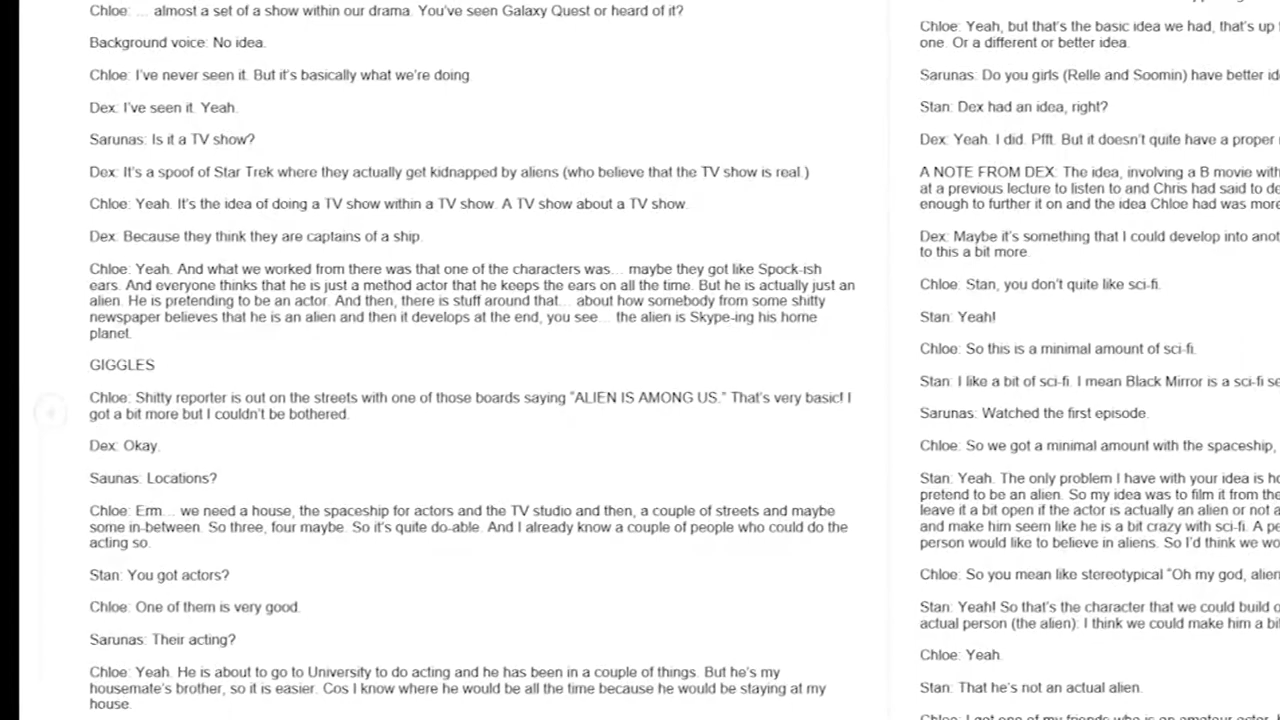 Chloe: ... almost a set of a show within our drama. You've seen Galaxy Quest or heard of it?
Background voice: No idea.
Chloe: I've never seen it. But it's basically what we're doing
Dex: I've seen it. Yeah.
Sarunas: Is it a TV show?
Dex: It's a spoof of Star Trek where they actually get kidnapped by aliens (who believe that the TV show is real.)
Chloe: Yeah. It's the idea of doing a TV show within a TV show. A TV show about a TV show.
Dex: Because they think they are captains of a ship.
Chloe: Yeah. And what we worked from there was that one of the characters was... maybe they got like Spock-ish
ears. And everyone thinks that he is just a method actor that he keeps the ears on all the time. But he is actually just an
alien. He is pretending to be an actor. And then, there is stuff around that... about how somebody from some shitty
newspaper believes that he is an alien and then it develops at the end, you see... the alien is Skype-ing his home
planet.
GIGGLES
Chloe: Shitty reporter is out on the streets with one of those boards saying “ALIEN IS AMONG US.” That's very basic! I
got a bit more but I couldn't be bothered.
Dex: Okay.
Saunas: Locations?
Chloe: Erm... we need a house, the spaceship for actors and the TV studio and then, a couple of streets and maybe
some in-between. So three, four maybe. So it's quite do-able. And I already know a couple of people who could do the
acting so.
Stan: You got actors?
Chloe: One of them is very good.
Sarunas: Their acting?
Chloe: Yeah. He is about to go to University to do acting and he has been in a couple of things. But he's my
housemate's brother, so it is easier. Cos I know where he would be all the time because he would be staying at my
house.
Chloe: Yeah, but that's the basic idea we had, that's up
one. Or a different or better idea.
Sarunas: Do you girls (Relle and Soomin) have better
Stan: Dex had an idea, right?
Dex: Yeah. I did. Pfft. But it doesn't quite have a proper
A NOTE FROM DEX: The idea, involving a B movie with
at a previous lecture to listen to and Chris had said to
enough to further it on and the idea Chloe had was more
Dex: Maybe it's something that I could develop into
to this a bit more.
Chloe: Stan, you don't quite like sci-fi.
Stan: Yeah!
Chloe: So this is a minimal amount of sci-fi.
Stan: I like a bit of sci-fi. I mean Black Mirror is a sci-fi
Sarunas: Watched the first episode.
Chloe: So we got a minimal amount with the spaceship,
Stan: Yeah. The only problem I have with your idea is
pretend to be an alien. So my idea was to film it from the
leave it a bit open if the actor is actually an alien or not
and make him seem like he is a bit crazy with sci-fi. A
person would like to believe in aliens. So I'd think we
Chloe: So you mean like stereotypical “Oh my god,
Stan: Yeah! So that's the character that we could build
actual person (the alien): I think we could make him a
Chloe: Yeah.
Stan: That he's not an actual alien.